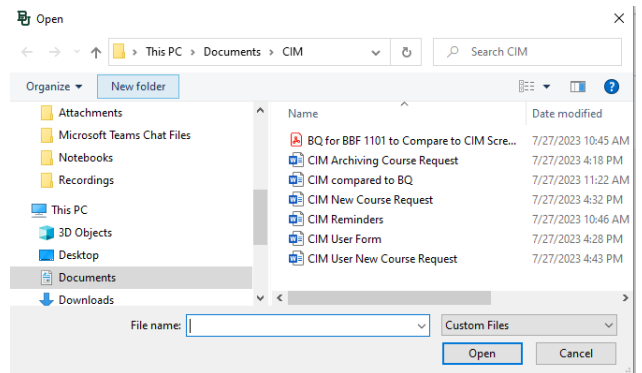 Open
This PC > Documents > CIM
Search CIM
Organize
New folder
Attachments
Microsoft Teams Chat Files
Notebooks
Recordings
This PC
3D Objects
Desktop
Documents
Downloads
Name Date modified
BQ for BBF 1101 to Compare to CIM Scre... 7/27/2023 10:45 AM
CIM Archiving Course Request 7/27/2023 4:18 PM
CIM compared to BQ 7/27/2023 11:22 AM
CIM New Course Request 7/27/2023 4:32 PM
CIM Reminders 7/27/2023 10:46 AM
CIM User Form 7/27/2023 4:28 PM
CIM User New Course Request 7/27/2023 4:43 PM
File name:
Custom Files
Open Cancel